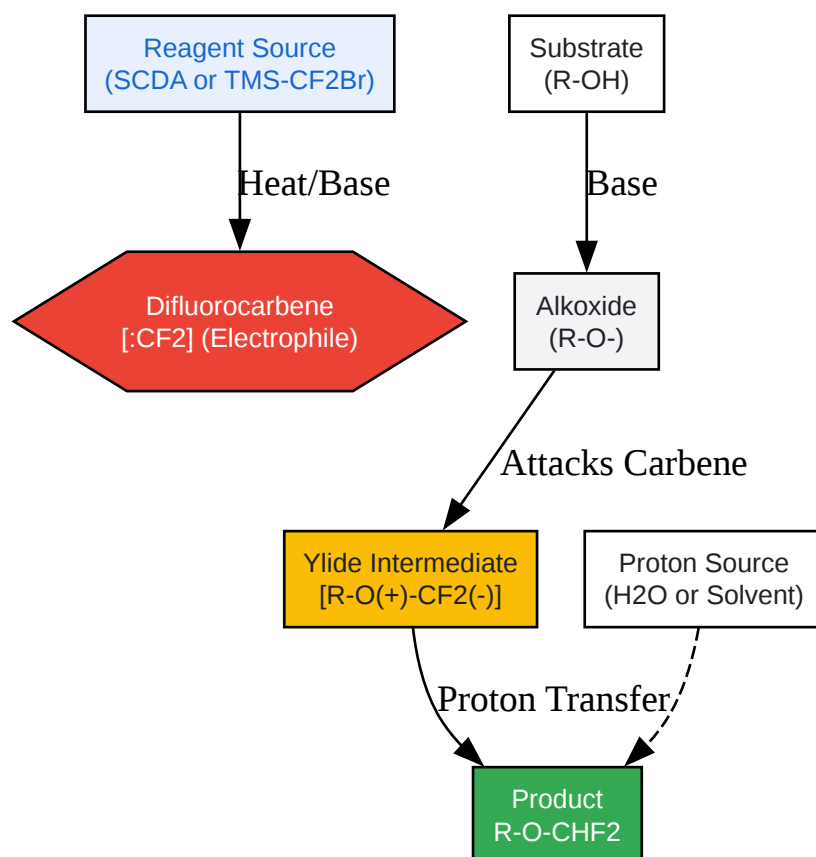 Reagent Source
(SCDA or TMS-CF2Br)
Substrate
(R-OH)
Heat/Base
Base
Difluorocarbene
[:CF2] (Electrophile)
Alkoxide
(R-O-)
Attacks Carbene
Ylide Intermediate
[R-O(+)-CF2(-)]
Proton Source
(H2O or Solvent)
Proton Transfer
Product
R-O-CHF2